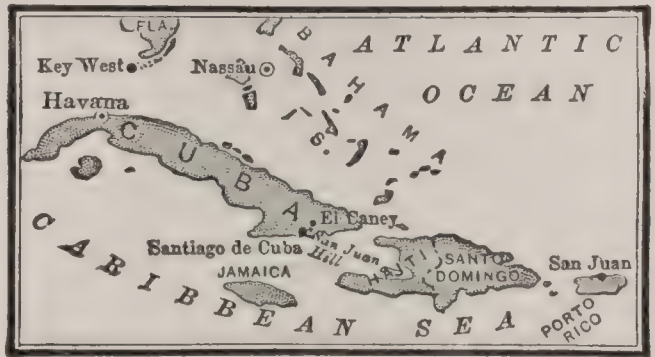 FLA.
Key West
Nassau
BAHAMA
IS.
ATLANTIC
OCEAN
Havana
CUBA
El Caney
San Juan
Hill
Santiago de Cuba
JAMAICA
HAITI
SANTO
DOMINGO
San Juan
PORTO
RICO
CARIBBEAN SEA